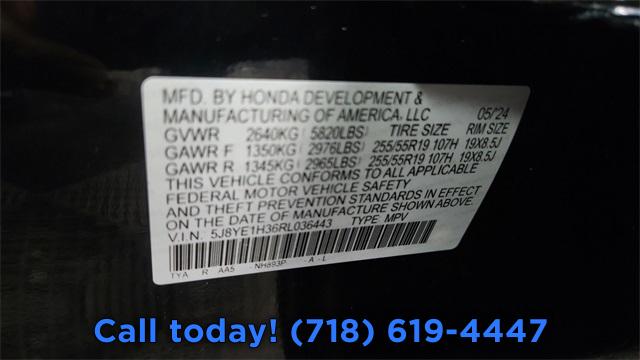 MFD. BY HONDA DEVELOPMENT &
MANUFACTURING OF AMERICA, LLC 05/24
GVWR 2640KG ( 5820LBS) TIRE SIZE RIM SIZE
GAWR F 1350KG ( 2976LBS) 255/55R19 107H 19X8.5J
GAWR R 1345KG ( 2965LBS) 255/55R19 107H 19X8.5J
THIS VEHICLE CONFORMS TO ALL APPLICABLE
FEDERAL MOTOR VEHICLE SAFETY
AND THEFT PREVENTION STANDARDS IN EFFECT
ON THE DATE OF MANUFACTURE SHOWN ABOVE.
V.I.N. 5J8YE1H36RL036443 TYPE: MPV
TYA R AA5 NH893P A - L
Call today! (718) 619-4447